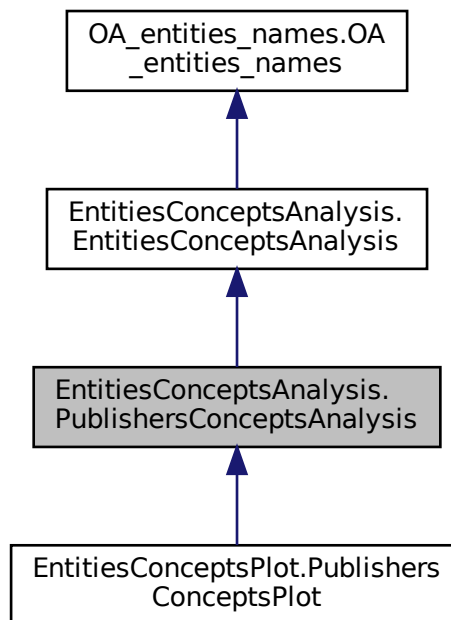 OA_entities_names.OA
_entities_names
EntitiesConceptsAnalysis.
EntitiesConceptsAnalysis
EntitiesConceptsAnalysis.
PublishersConceptsAnalysis
EntitiesConceptsPlot.Publishers
ConceptsPlot